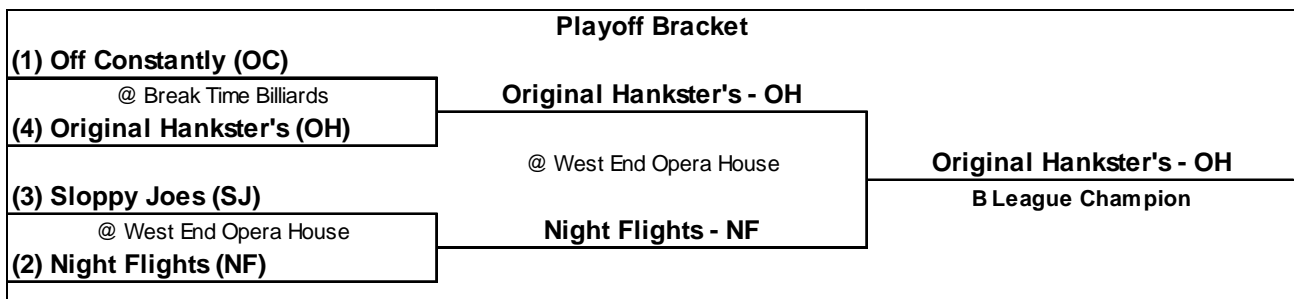 Playoff Bracket
(1) Off Constantly (OC)
@ Break Time Billiards
(4) Original Hankster's (OH)
Original Hankster's - OH
@ West End Opera House
Original Hankster's - OH
B League Champion
(3) Sloppy Joes (SJ)
@ West End Opera House
(2) Night Flights (NF)
Night Flights - NF